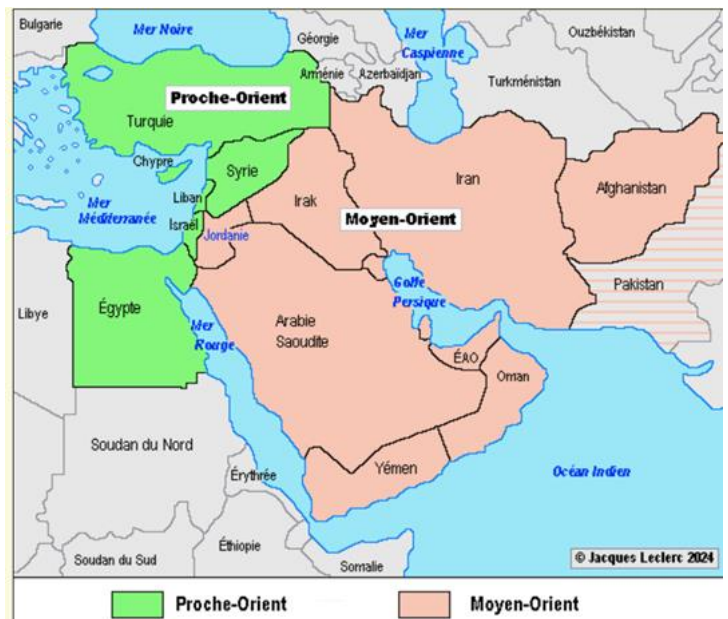 Bulgarie
Mer Noire
Géorgie
Mer
Caspienne
Ouzbékistan
Arménie
Azerbaïdjan
Turkménistan
Proche-Orient
Turquie
Chypre
Syrie
Liban
Mer
Méditerranée
Israël
Jordanie
Irak
Iran
Afghanistan
Moyen-Orient
Golfe
Persique
Pakistan
Libye
Égypte
Mer
Rouge
Arabie
Saoudite
ÉAO
Oman
Soudan du Nord
Yémen
Océan Indien
Érythrée
Éthiopie
Soudan du Sud
Somalie
© Jacques Leclerc 2024
Proche-Orient
Moyen-Orient